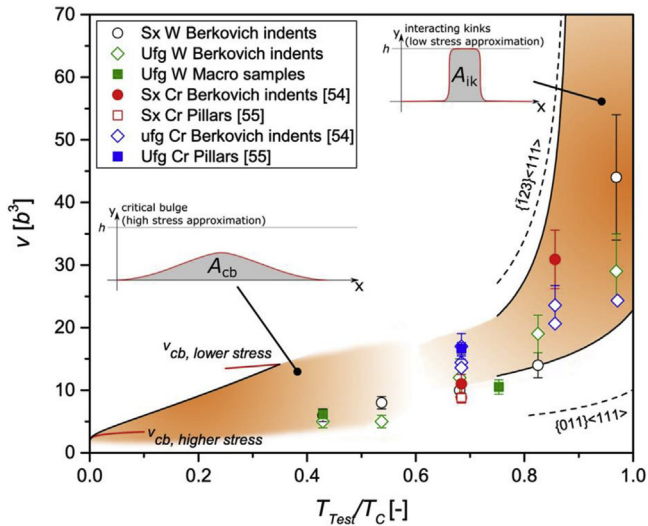 Sx W Berkovich indents
Ufg W Berkovich indents
Ufg W Macro samples
Sx Cr Berkovich indents [54]
Sx Cr Pillars [55]
ufg Cr Berkovich indents [54]
Ufg Cr Pillars [55]
interacting kinks
(low stress approximation)
y
h
A_ik
x
{123}<111>
critical bulge
(high stress approximation)
y
h
A_cb
x
v_cb, lower stress
v_cb, higher stress
{011}<111>
v [b³]
70
60
50
40
30
20
10
0
0.0 0.2 0.4 0.6 0.8 1.0
T_Test/T_C [-]